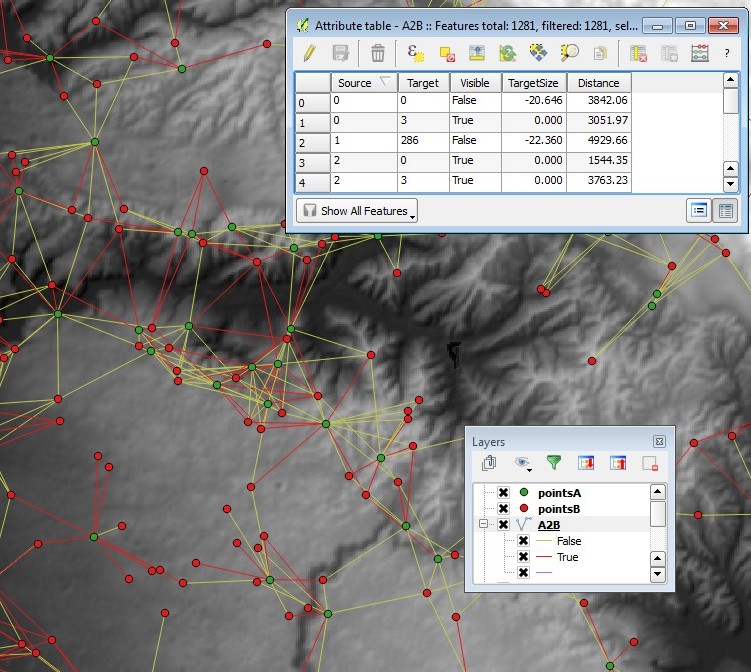 Attribute table - A2B :: Features total: 1281, filtered: 1281, sel...
ε
?
Source Target Visible TargetSize Distance
0 0 0 False -20.646 3842.06
1 0 3 True 0.000 3051.97
2 1 286 False -22.360 4929.66
3 2 0 True 0.000 1544.35
4 2 3 True 0.000 3763.23
Show All Features
Layers
pointsA
pointsB
A2B
False
True